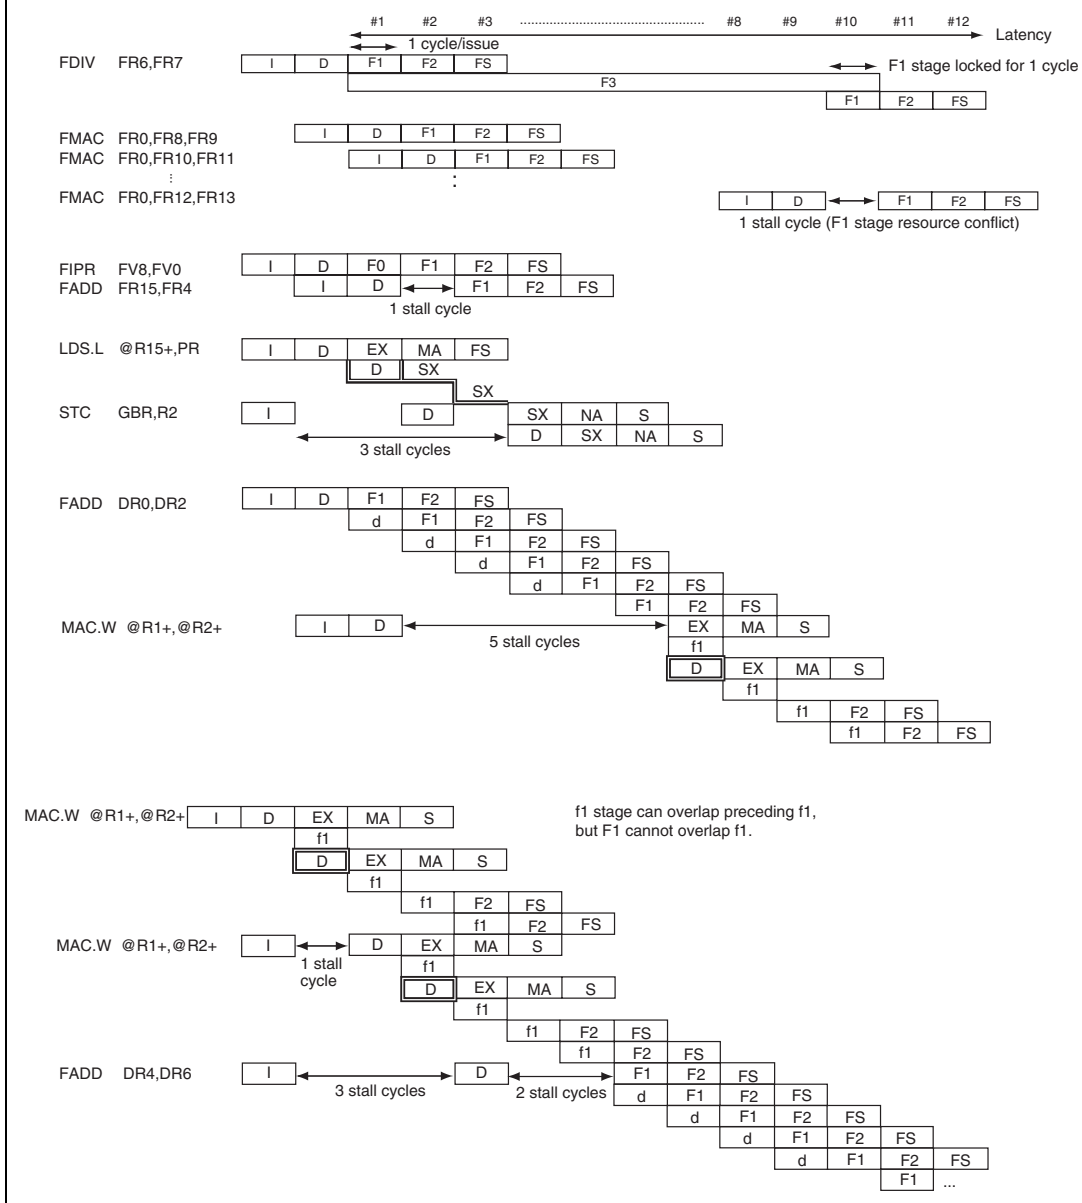 #1 #2 #3 ........ #8 #9 #10 #11 #12
Latency
1 cycle/issue
FDIV FR6,FR7 I D F1 F2 FS
F1 stage locked for 1 cycle
F3
F1 F2 FS
FMAC FR0,FR8,FR9 I D F1 F2 FS
FMAC FR0,FR10,FR11 I D F1 F2 FS
⋮ ⋮
FMAC FR0,FR12,FR13 I D F1 F2 FS
1 stall cycle (F1 stage resource conflict)
FIPR FV8,FV0 I D F0 F1 F2 FS
FADD FR15,FR4 I D F1 F2 FS
1 stall cycle
LDS.L @R15+,PR I D EX MA FS
D SX
SX
STC GBR,R2 I D SX NA S
D SX NA S
3 stall cycles
FADD DR0,DR2 I D F1 F2 FS
d F1 F2 FS
d F1 F2 FS
d F1 F2 FS
d F1 F2 FS
F1 F2 FS
MAC.W @R1+,@R2+ I D EX MA S
5 stall cycles
f1
D EX MA S
f1
f1 F2 FS
f1 F2 FS
MAC.W @R1+,@R2+ I D EX MA S
f1 stage can overlap preceding f1,
but F1 cannot overlap f1.
f1
D EX MA S
f1
f1 F2 FS
f1 F2 FS
MAC.W @R1+,@R2+ I D EX MA S
1 stall
cycle
f1
D EX MA S
f1
f1 F2 FS
f1 F2 FS
FADD DR4,DR6 I D F1 F2 FS
3 stall cycles 2 stall cycles
d F1 F2 FS
d F1 F2 FS
d F1 F2 FS
d F1 F2 FS
F1 ...